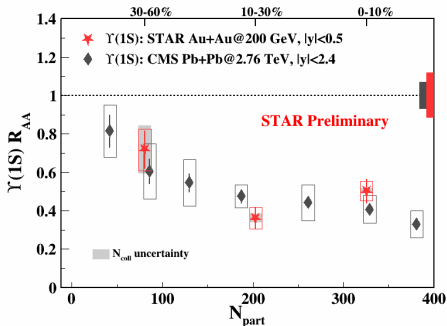 30-60% 10-30% 0-10%
1.4
1.2
1
0.8
0.6
0.4
0.2
0
ϒ(1S) R_AA
ϒ(1S): STAR Au+Au@200 GeV, |y|<0.5
ϒ(1S): CMS Pb+Pb@2.76 TeV, |y|<2.4
STAR Preliminary
N_coll uncertainty
0 100 200 300 400
N_part